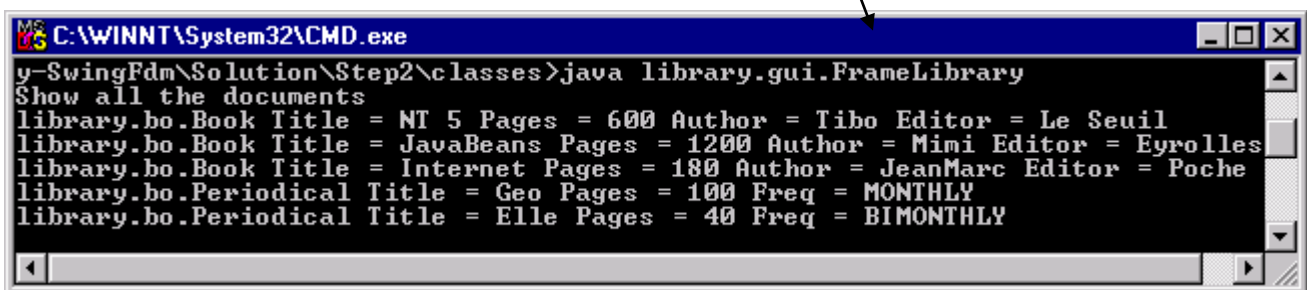 C:\WINNT\System32\CMD.exe
y-SwingFdm\Solution\Step2\classes>java library.gui.FrameLibrary
Show all the documents
library.bo.Book Title = NT 5 Pages = 600 Author = Tibo Editor = Le Seuil
library.bo.Book Title = JavaBeans Pages = 1200 Author = Mimi Editor = Eyrolles
library.bo.Book Title = Internet Pages = 180 Author = JeanMarc Editor = Poche
library.bo.Periodical Title = Geo Pages = 100 Freq = MONTHLY
library.bo.Periodical Title = Elle Pages = 40 Freq = BIMONTHLY